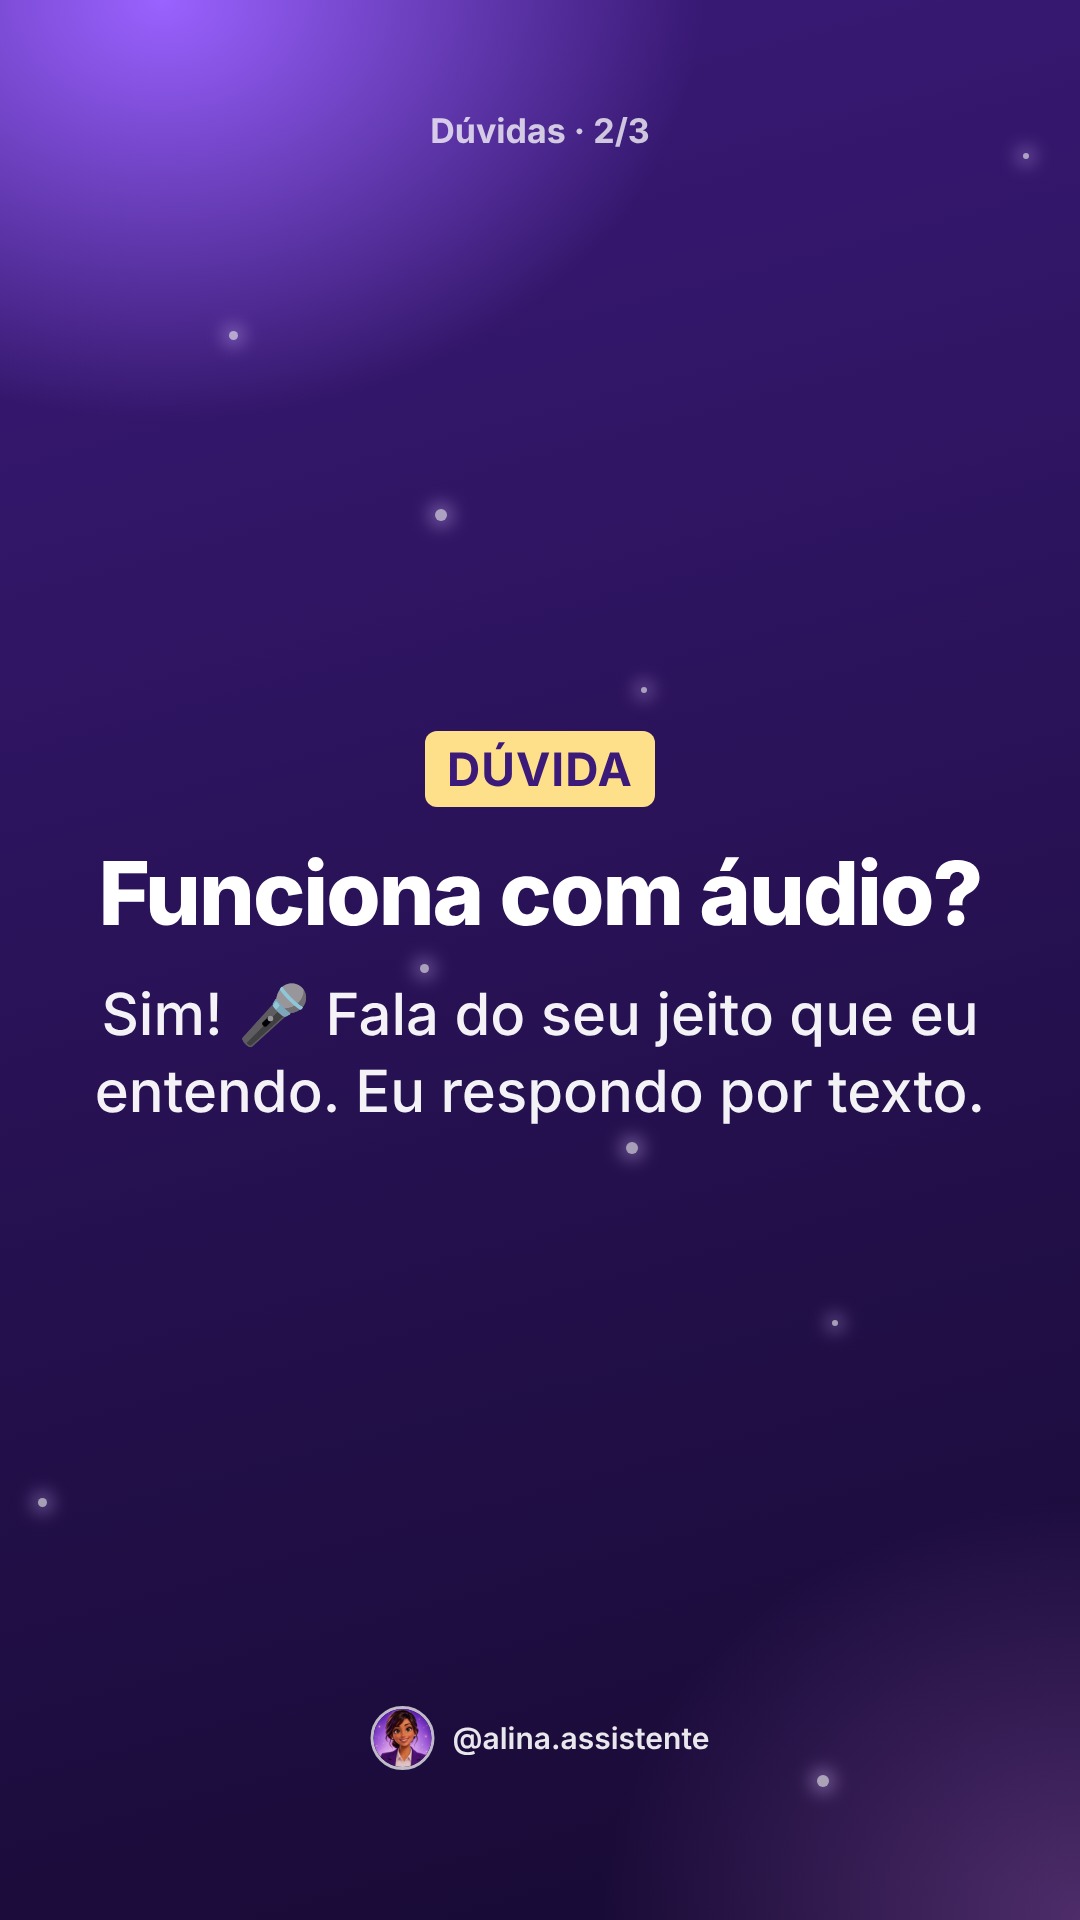 Dúvidas · 2/3
DÚVIDA
Funciona com áudio?
Sim! 🎤 Fala do seu jeito que eu
entendo. Eu respondo por texto.
@alina.assistente